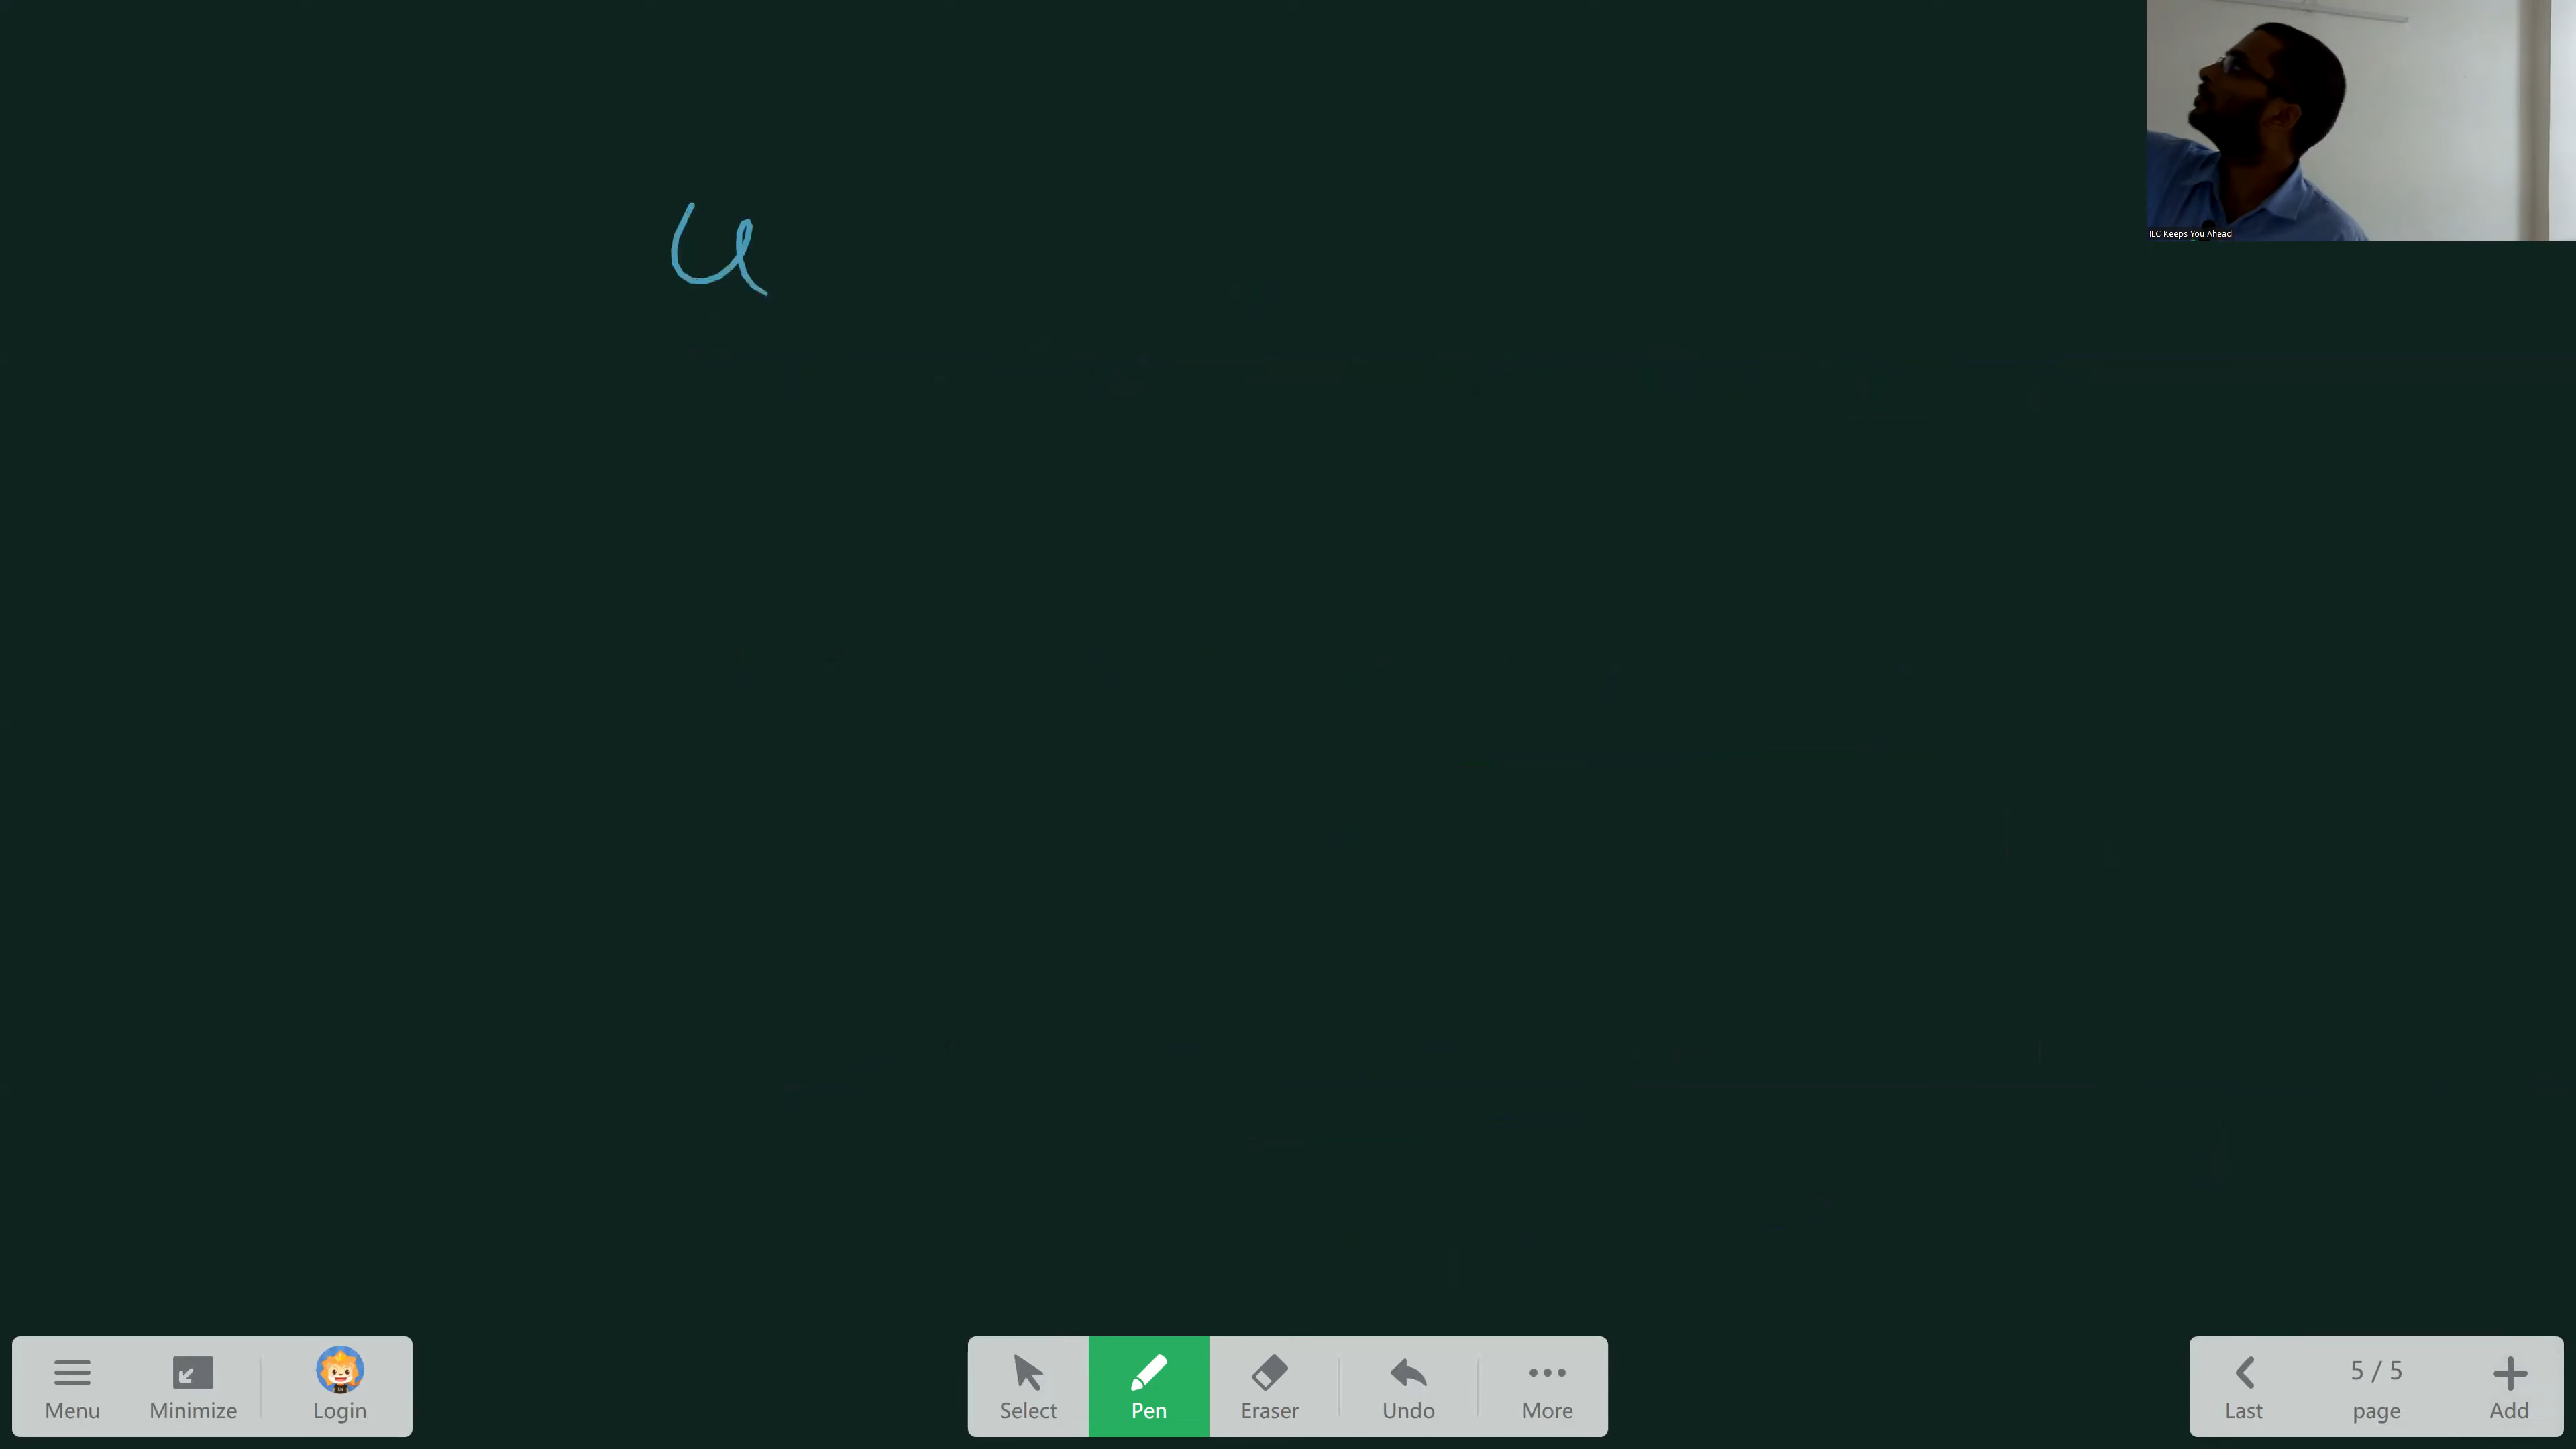 u
ILC Keeps You Ahead
Menu Minimize Login Select Pen Eraser Undo More Last 5 / 5 page Add